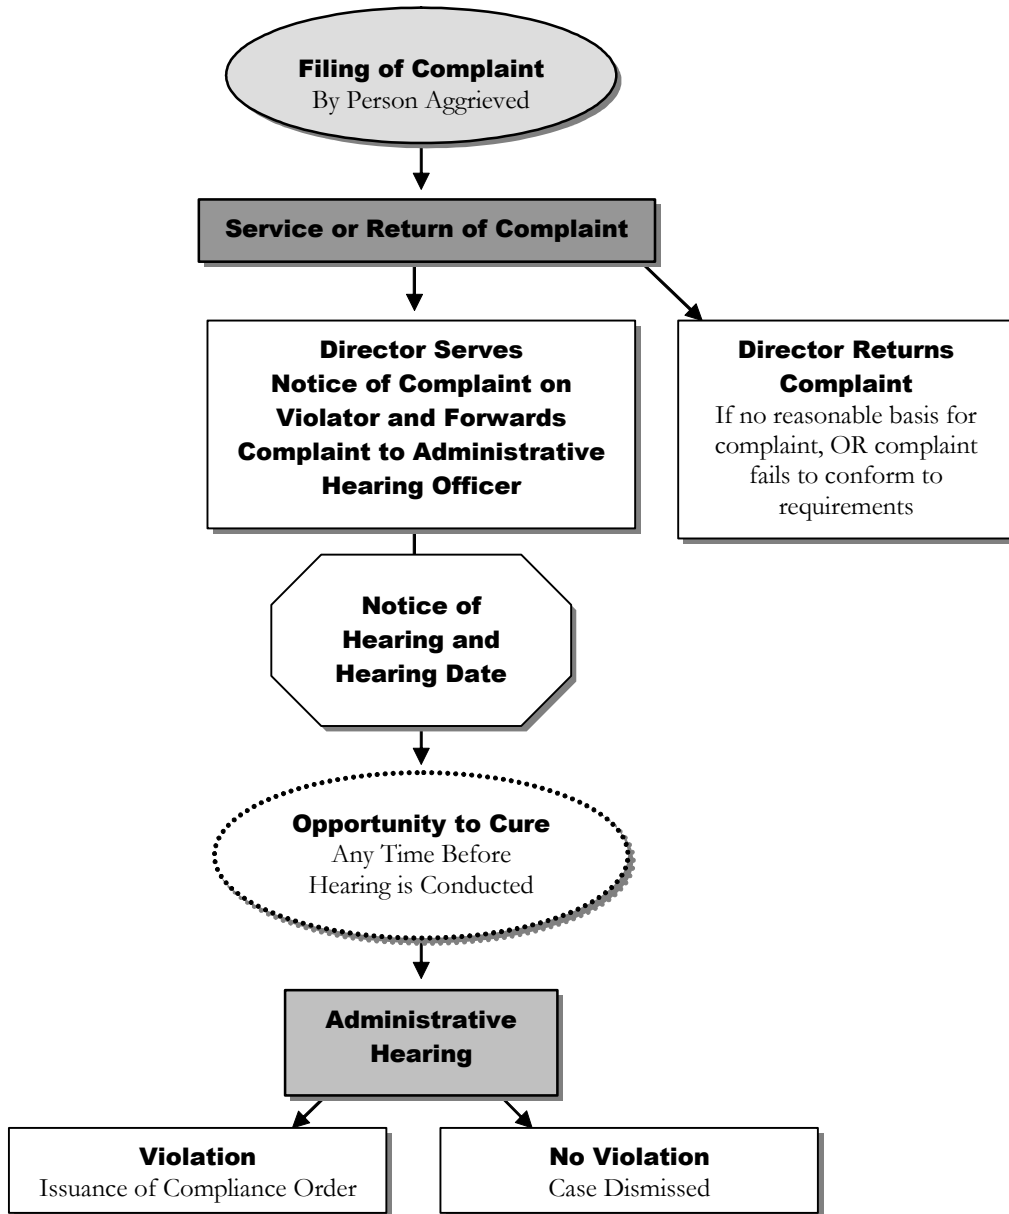 Filing of Complaint
By Person Aggrieved
Service or Return of Complaint
Director Serves
Notice of Complaint on
Violator and Forwards
Complaint to Administrative
Hearing Officer
Director Returns
Complaint
If no reasonable basis for
complaint, OR complaint
fails to conform to
requirements
Notice of
Hearing and
Hearing Date
Opportunity to Cure
Any Time Before
Hearing is Conducted
Administrative
Hearing
Violation
Issuance of Compliance Order
No Violation
Case Dismissed